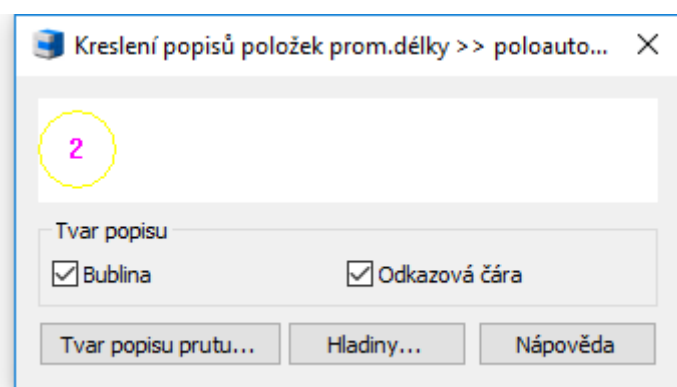 Kreslení popisů položek prom.délky >> poloauto...
2
Tvar popisu
Bublina
Odkazová čára
Tvar popisu prutu...
Hladiny...
Nápověda